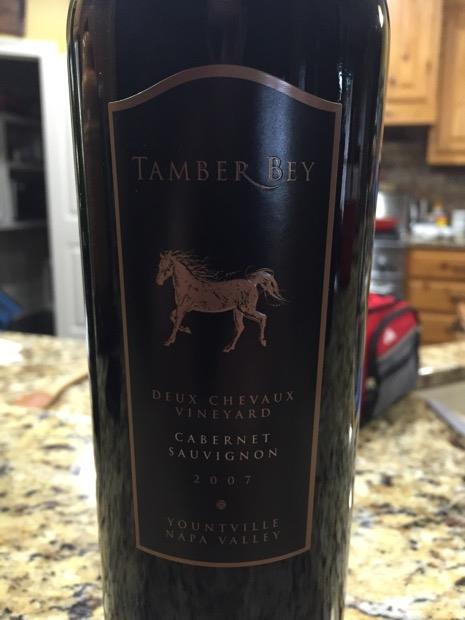 TAMBER BEY
DEUX CHEVAUX
VINEYARD
CABERNET
SAUVIGNON
2007
YOUNTVILLE
NAPA VALLEY